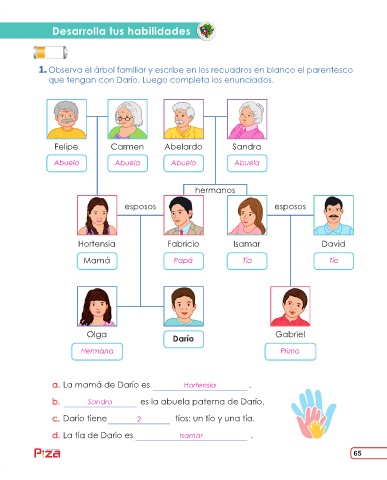 Desarrolla tus habilidades
1. Observa el árbol familiar y escribe en los recuadros en blanco el parentesco
que tengan con Darío. Luego completa los enunciados.
Felipe Carmen Abelardo Sandra
Abuelo Abuela Abuelo Abuela
hermanos
esposos esposos
Hortensia Fabricio Isamar David
Mamá Papá Tía Tío
Olga Darío Gabriel
Hermana Primo
a. La mamá de Darío es Hortensia .
b. Sandra es la abuela paterna de Darío.
c. Darío tiene 2 tíos: un tío y una tía.
d. La tía de Darío es Isamar .
Piza
65